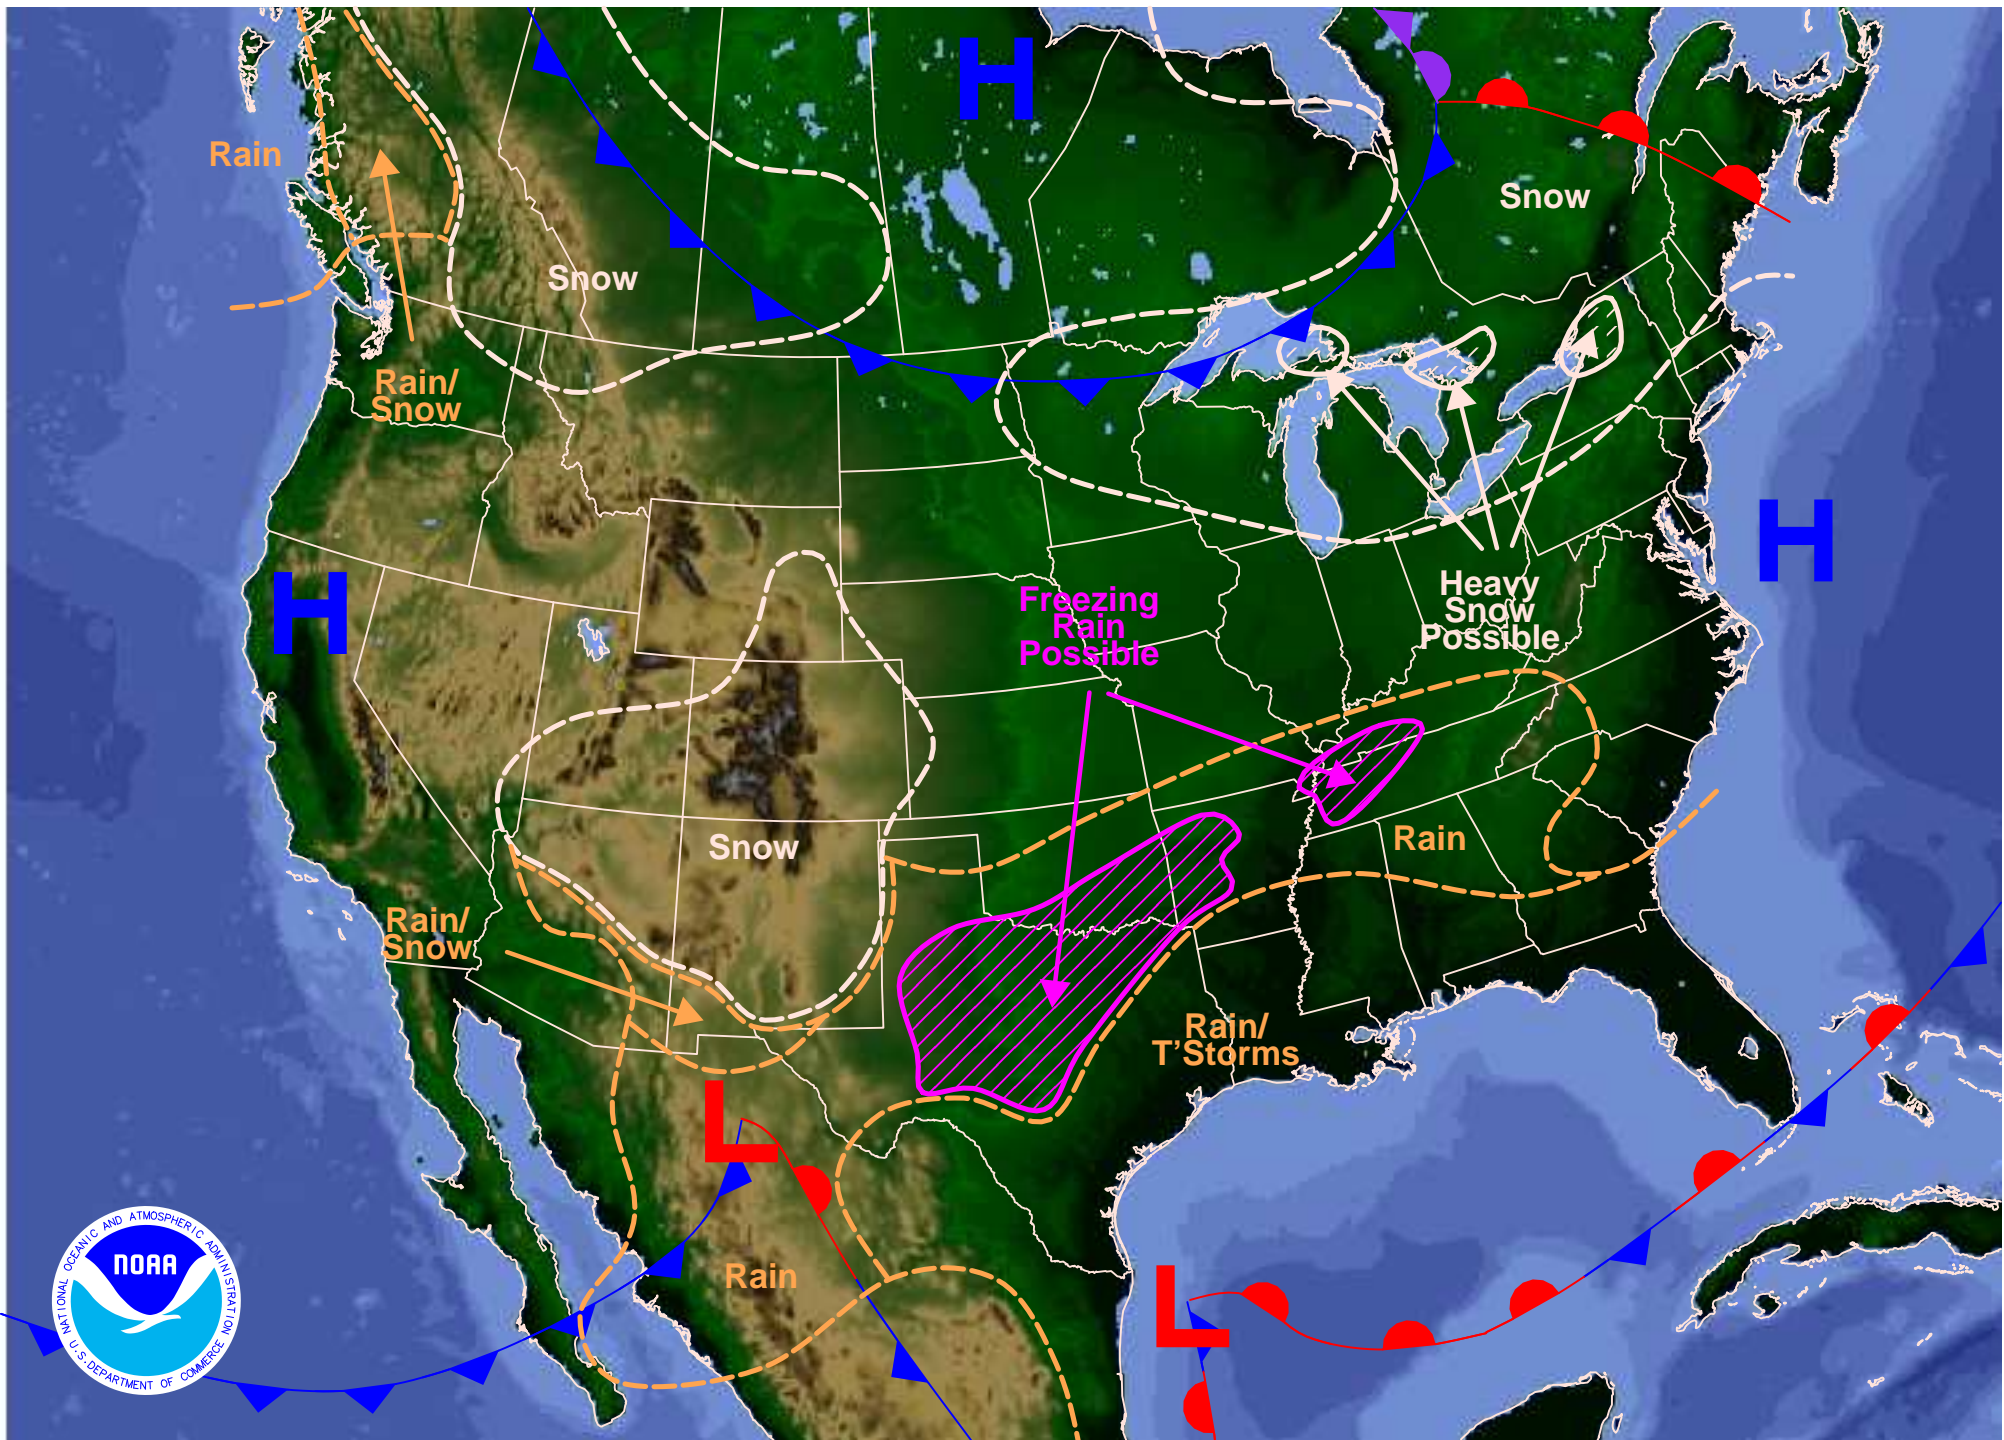 H
Rain
Snow
Snow
Rain/
Snow
H
H
Freezing
Rain
Possible
Heavy
Snow
Possible
Snow
Rain
Rain/
Snow
Rain/
T'Storms
L
Rain
L
NATIONAL OCEANIC AND ATMOSPHERIC ADMINISTRATION
NOAA
U.S. DEPARTMENT OF COMMERCE